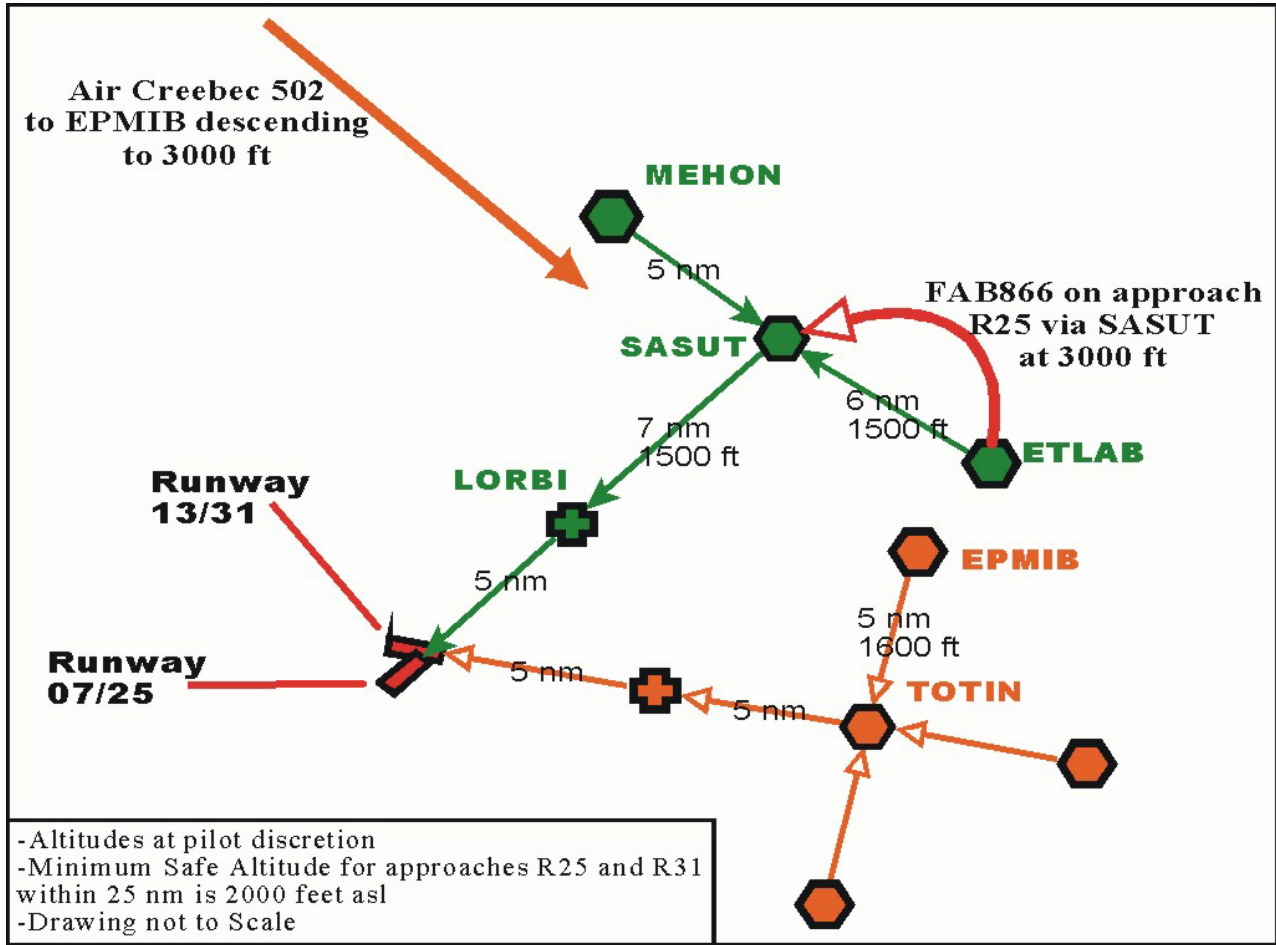 Air Creebec 502
to EPMIB descending
to 3000 ft
MEHON
5 nm
FAB866 on approach
R25 via SASUT
at 3000 ft
SASUT
6 nm
1500 ft
7 nm
1500 ft
ETLAB
LORBI
Runway
13/31
EPMIB
5 nm
5 nm
1600 ft
Runway
07/25
5 nm
TOTIN
5 nm
-Altitudes at pilot discretion
-Minimum Safe Altitude for approaches R25 and R31
within 25 nm is 2000 feet asl
-Drawing not to Scale